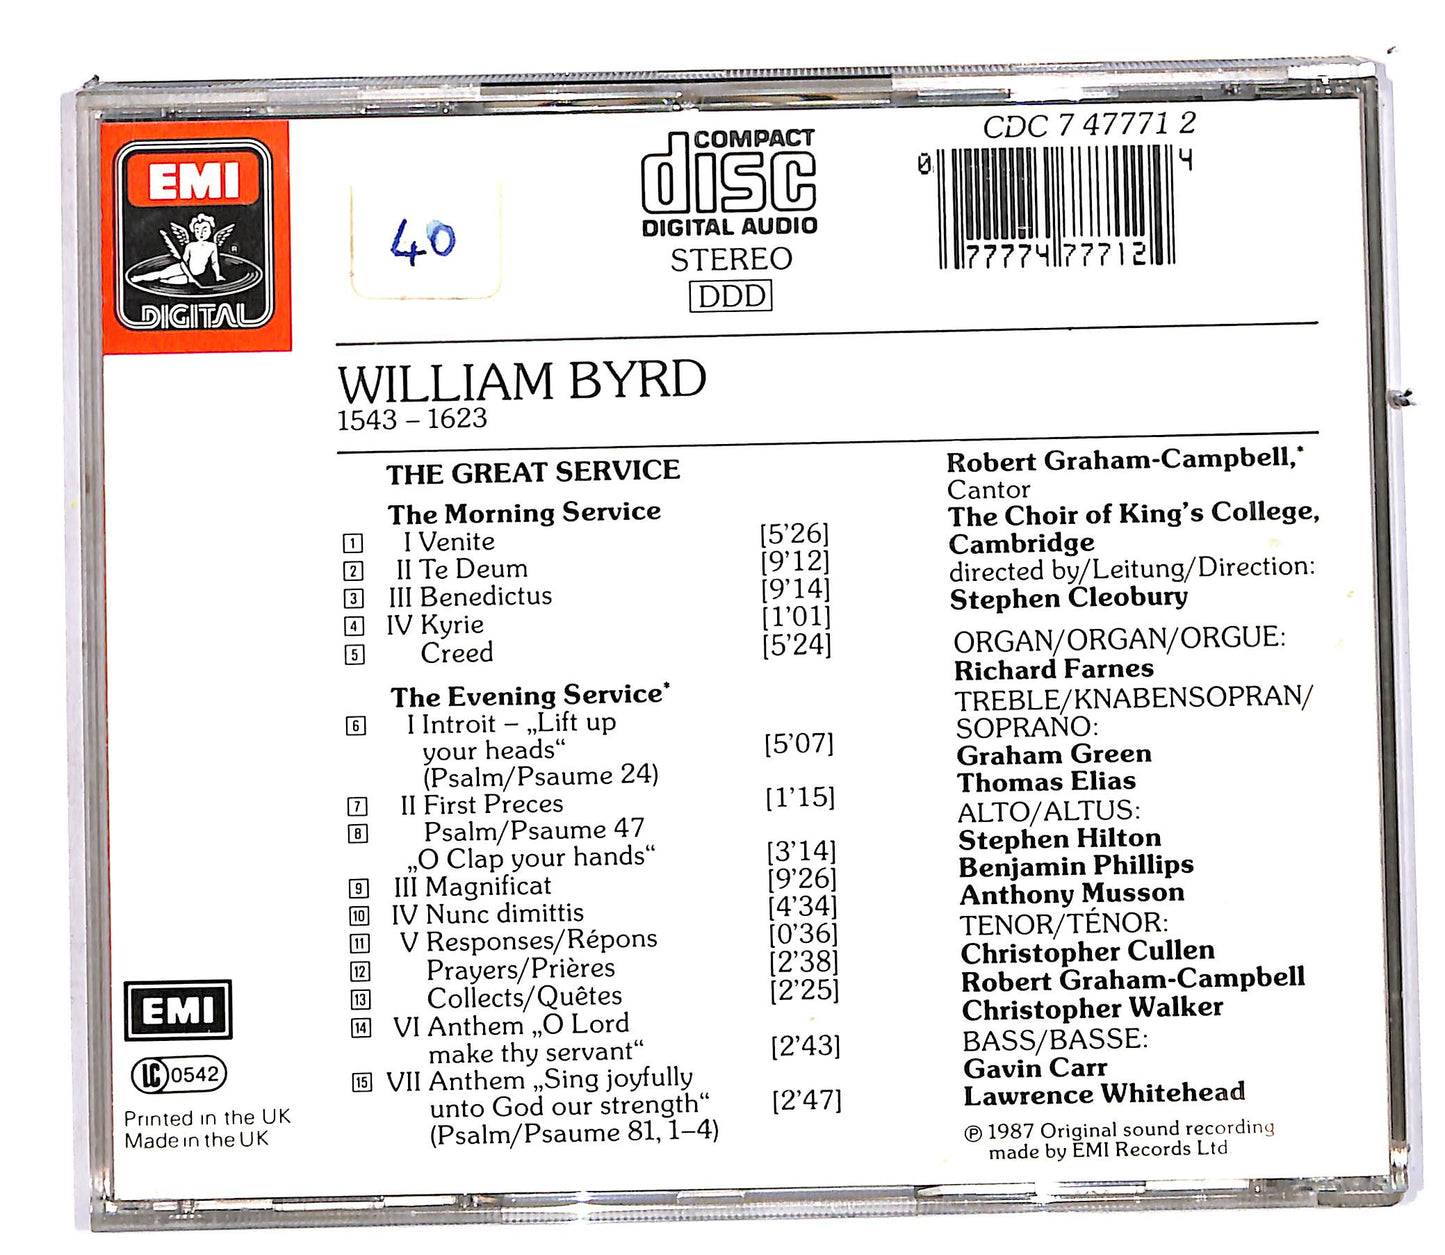 EMI
DIGITAL
40
COMPACT
disc
DIGITAL AUDIO
STEREO
DDD
CDC 7 47771 2
0 77774 77712 4
WILLIAM BYRD
1543 – 1623
THE GREAT SERVICE
The Morning Service
1 I Venite [5'26]
2 II Te Deum [9'12]
3 III Benedictus [9'14]
4 IV Kyrie [1'01]
5 Creed [5'24]
The Evening Service*
6 I Introit – „Lift up
your heads“ [5'07]
(Psalm/Psaume 24)
7 II First Preces [1'15]
8 Psalm/Psaume 47
„O Clap your hands“ [3'14]
9 III Magnificat [9'26]
10 IV Nunc dimittis [4'34]
11 V Responses/Répons [0'36]
12 Prayers/Prières [2'38]
13 Collects/Quêtes [2'25]
14 VI Anthem „O Lord
make thy servant“ [2'43]
15 VII Anthem „Sing joyfully
unto God our strength“ [2'47]
(Psalm/Psaume 81, 1–4)
Robert Graham-Campbell,*
Cantor
The Choir of King's College,
Cambridge
directed by/Leitung/Direction:
Stephen Cleobury
ORGAN/ORGAN/ORGUE:
Richard Farnes
TREBLE/KNABENSOPRAN/
SOPRANO:
Graham Green
Thomas Elias
ALTO/ALTUS:
Stephen Hilton
Benjamin Phillips
Anthony Musson
TENOR/TÉNOR:
Christopher Cullen
Robert Graham-Campbell
Christopher Walker
BASS/BASSE:
Gavin Carr
Lawrence Whitehead
℗ 1987 Original sound recording
made by EMI Records Ltd
EMI
LC 0542
Printed in the UK
Made in the UK